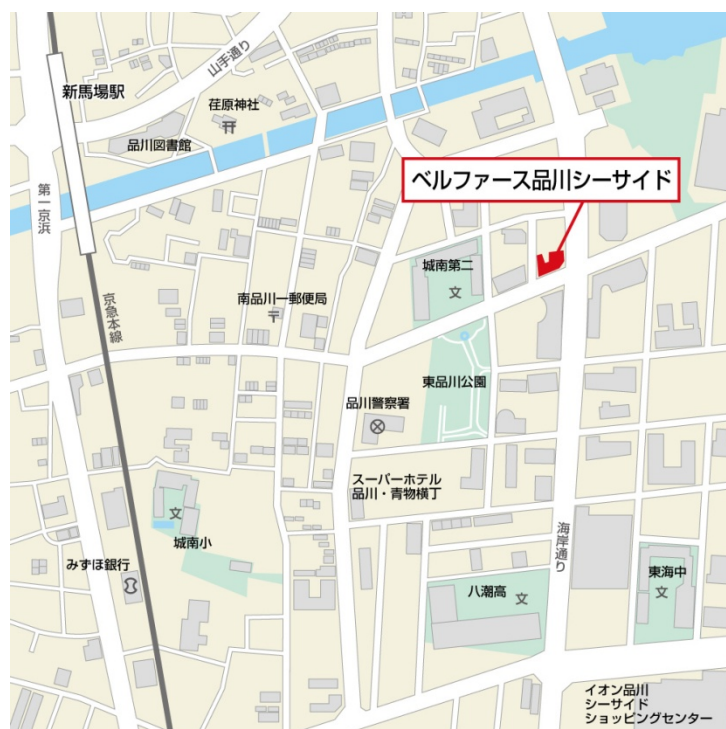 山手通り
新馬場駅
荏原神社
品川図書館
ベルファース品川シーサイド
第一京浜
城南第二
文
南品川一郵便局
〒
京急本線
東品川公園
品川警察署
スーパーホテル
品川・青物横丁
文
城南小
海岸通り
みずほ銀行
東海中
八潮高
文
文
イオン品川
シーサイド
ショッピングセンター